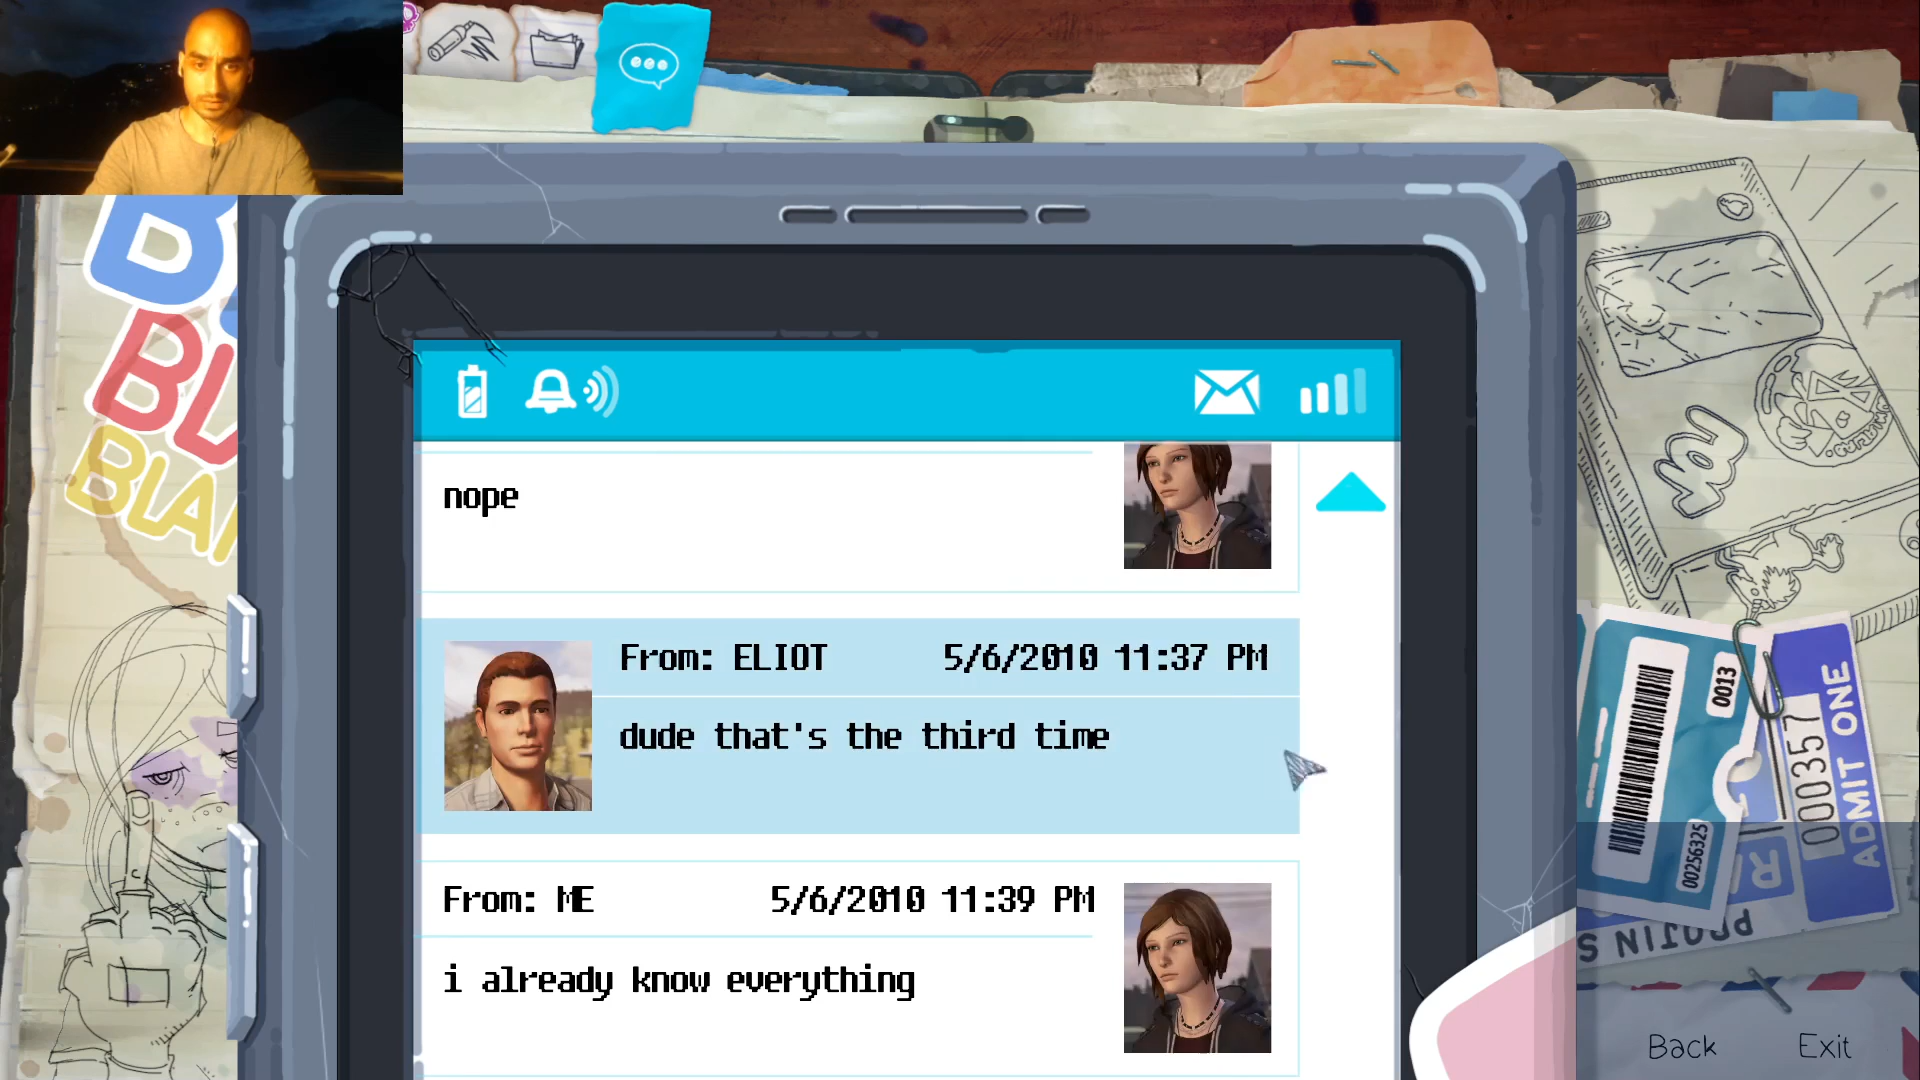 nope
From: ELIOT 5/6/2010 11:37 PM
dude that's the third time
From: ME 5/6/2010 11:39 PM
i already know everything
0013
00256325
000357
ADMIT ONE
Back Exit